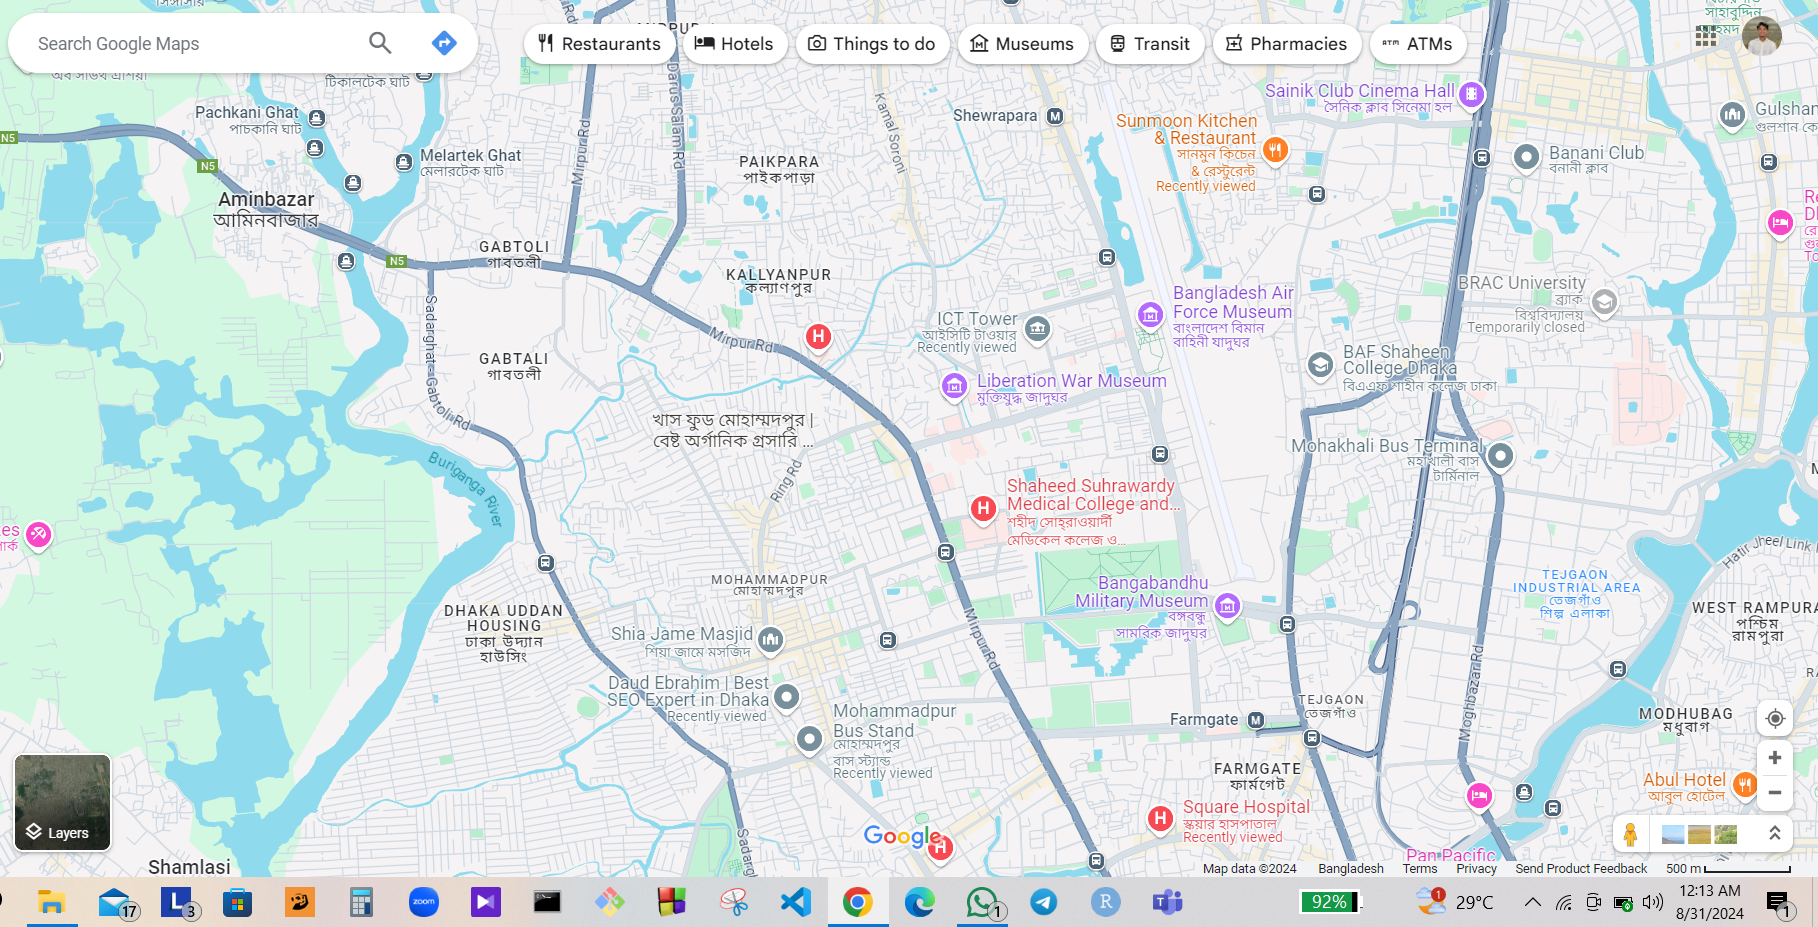 Search Google Maps
Restaurants
Hotels
Things to do
Museums
Transit
Pharmacies
ATMs
টিকালটেক ঘাট
Pachkani Ghat
পাচকানি ঘাট
Melartek Ghat
মেলারটেক ঘাট
N5
N5
N5
Aminbazar
আমিনবাজার
GABTOLI
গাবতলী
Mirpur Rd
Darus Salam Rd
PAIKPARA
পাইকপাড়া
Kamal Soroni
Shewrapara
Sainik Club Cinema Hall
সৈনিক ক্লাব সিনেমা হল
Sunmoon Kitchen
& Restaurant
সানমুন কিচেন
& রেস্টুরেন্ট
Recently viewed
Gulshan
Banani Club
বনানী ক্লাব
KALLYANPUR
কল্যাণপুর
BRAC University
ব্র্যাক
বিশ্ববিদ্যালয়
Temporarily closed
Bangladesh Air
Force Museum
বাংলাদেশ বিমান
বাহিনী যাদুঘর
ICT Tower
আইসিটি টাওয়ার
Recently viewed
Mirpur Rd
Sadarghat - Gabtoli Rd
GABTALI
গাবতলী
BAF Shaheen
College Dhaka
বিএএফ শাহীন কলেজ ঢাকা
Liberation War Museum
মুক্তিযুদ্ধ জাদুঘর
খাস ফুড মোহাম্মদপুর |
বেষ্ট অর্গানিক গ্রসারি ...
Mohakhali Bus Terminal
মহাখালী বাস
টার্মিনাল
Buriganga River
Ring Rd
Shaheed Suhrawardy
Medical College and...
শহীদ সোহ্‌রাওয়ার্দী
মেডিকেল কলেজ ও...
Hatir Jheel Link
MOHAMMADPUR
মোহাম্মদপুর
Bangabandhu
Military Museum
বঙ্গবন্ধু
সামরিক জাদুঘর
TEJGAON
INDUSTRIAL AREA
তেজগাঁও
শিল্প এলাকা
DHAKA UDDAN
HOUSING
ঢাকা উদ্যান
হাউসিং
WEST RAMPURA
পশ্চিম
রামপুরা
Shia Jame Masjid
শিয়া জামে মসজিদ
Mirpur Rd
Moghbazar Rd
Daud Ebrahim | Best
SEO Expert in Dhaka
Recently viewed
Mohammadpur
Bus Stand
মোহাম্মদপুর
বাস স্ট্যান্ড
Recently viewed
TEJGAON
তেজগাঁও
Farmgate
MODHUBAG
মধুবাগ
FARMGATE
ফার্মগেট
Abul Hotel
আবুল হোটেল
Square Hospital
স্কয়ার হাসপাতাল
Recently viewed
Layers
Google
Shamlasi
Pan Pacific
Map data ©2024
Bangladesh
Terms
Privacy
Send Product Feedback
500 m
17
3
zoom
1
92%
1
29°C
12:13 AM
8/31/2024
1